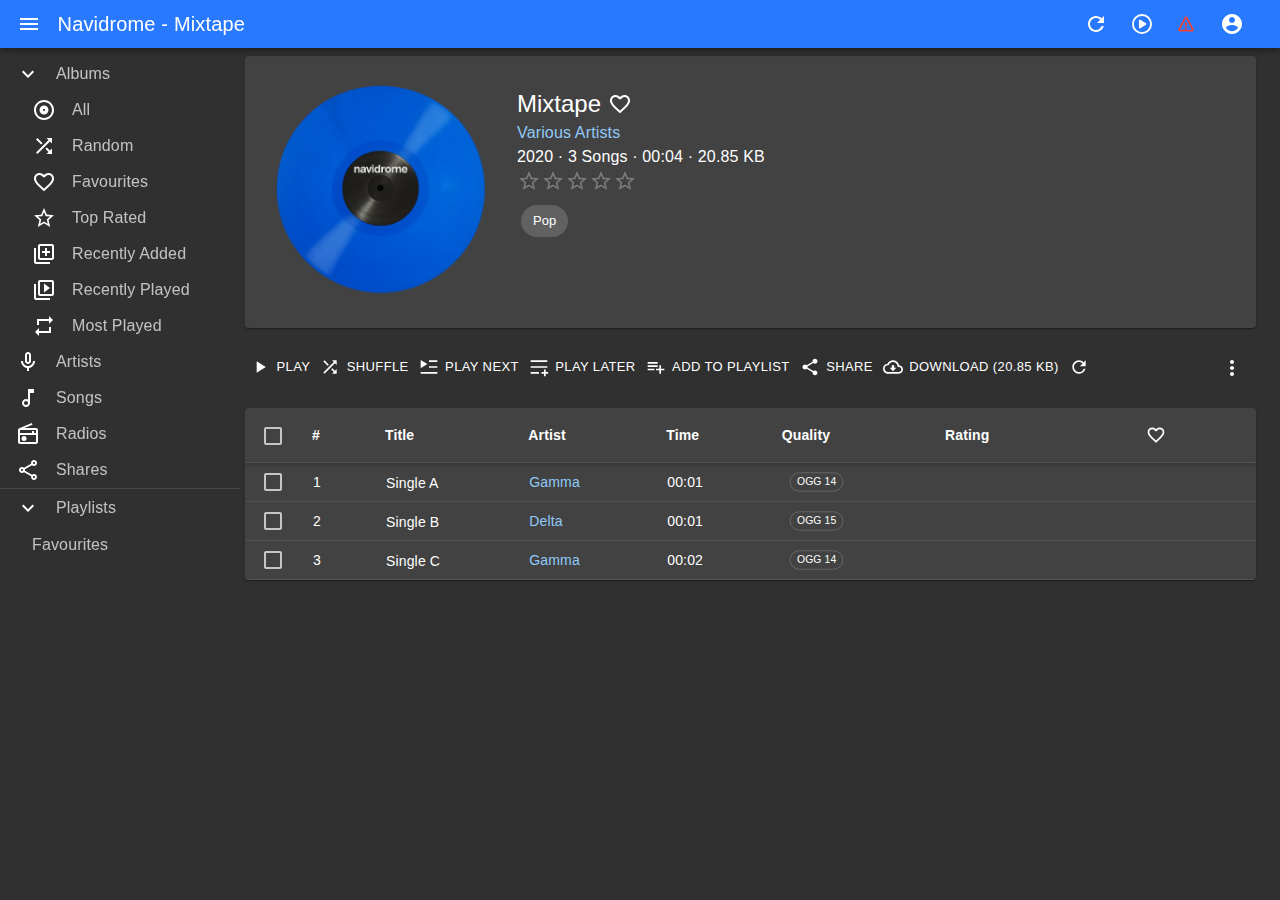 Navidrome - Mixtape
Albums
All
Random
Favourites
Top Rated
Recently Added
Recently Played
Most Played
Artists
Songs
Radios
Shares
Playlists
Favourites
navidrome
Mixtape
Various Artists
2020 · 3 Songs · 00:04 · 20.85 KB
Pop
PLAY SHUFFLE PLAY NEXT PLAY LATER ADD TO PLAYLIST SHARE DOWNLOAD (20.85 KB)
# Title Artist Time Quality Rating
1 Single A Gamma 00:01 OGG 14
2 Single B Delta 00:01 OGG 15
3 Single C Gamma 00:02 OGG 14